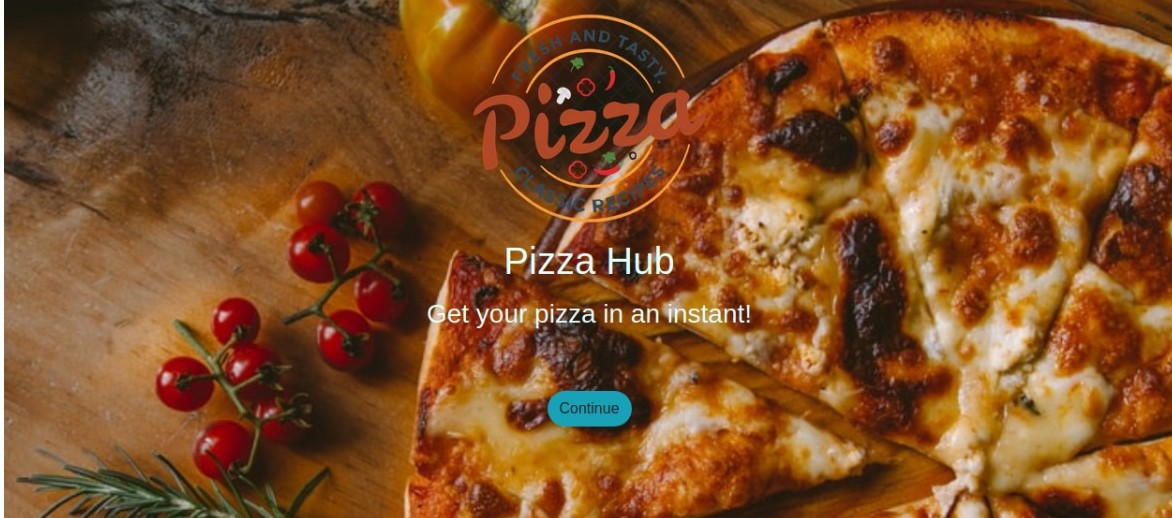 FRESH AND TASTY
Pizza
CLASSIC RECIPES
Pizza Hub
Get your pizza in an instant!
Continue